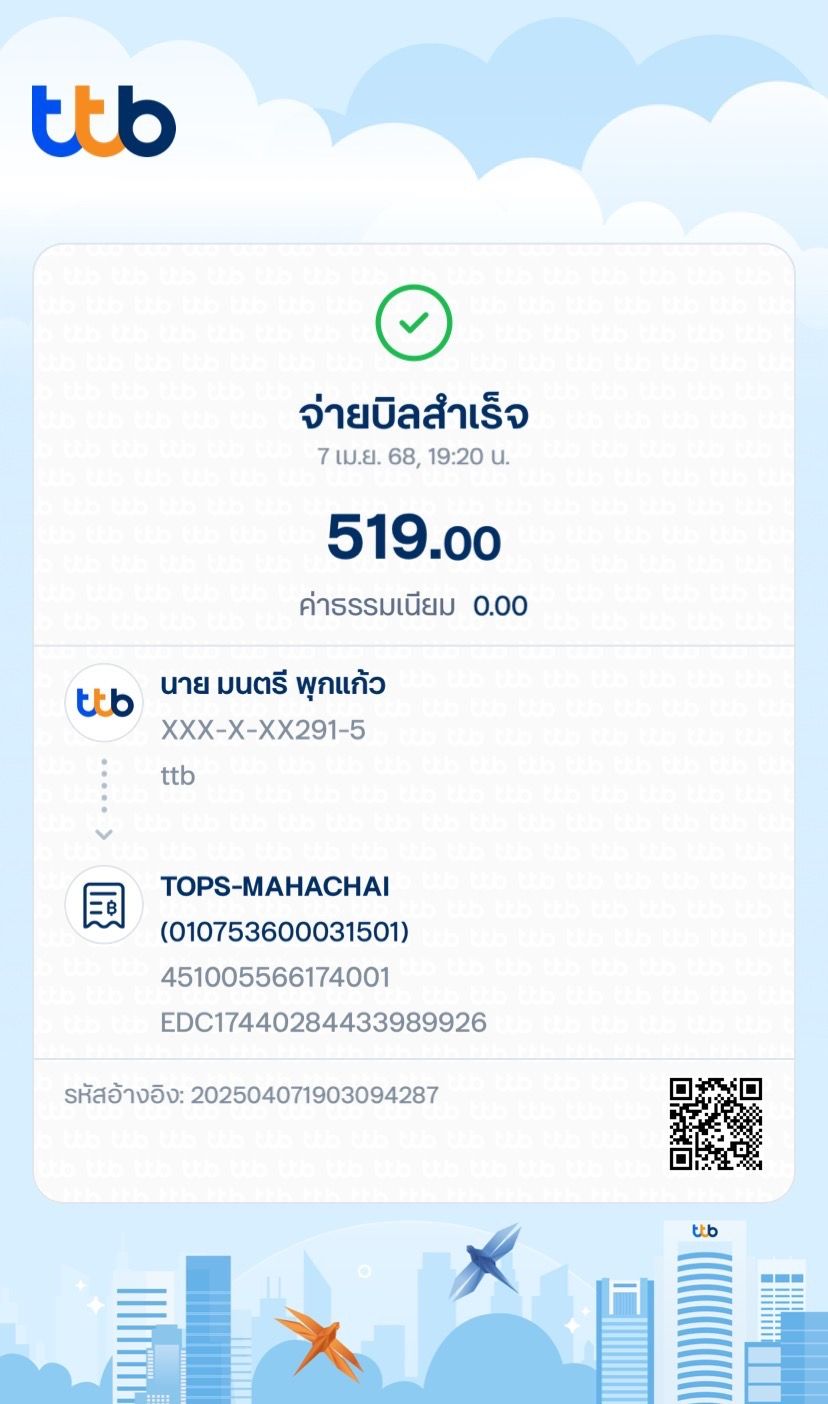 ttb
จ่ายบิลสำเร็จ
7 เม.ย. 68, 19:20 น.
519.00
ค่าธรรมเนียม 0.00
ttb
นาย มนตรี พุกแก้ว
XXX-X-XX291-5
ttb
TOPS-MAHACHAI
(010753600031501)
451005566174001
EDC17440284433989926
รหัสอ้างอิง: 202504071903094287
ttb